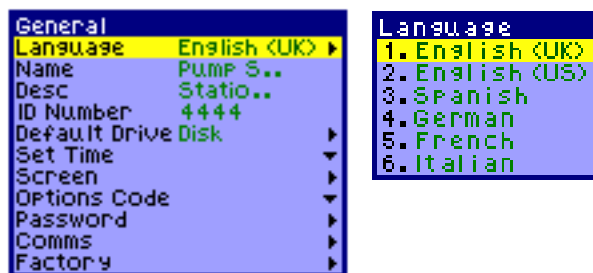 General
Language English (UK)
Name Pump S..
Desc Statio..
ID Number 4444
Default Drive Disk
Set Time
Screen
Options Code
Password
Comms
Factory
Language
1.English (UK)
2.English (US)
3.Spanish
4.German
5.French
6.Italian